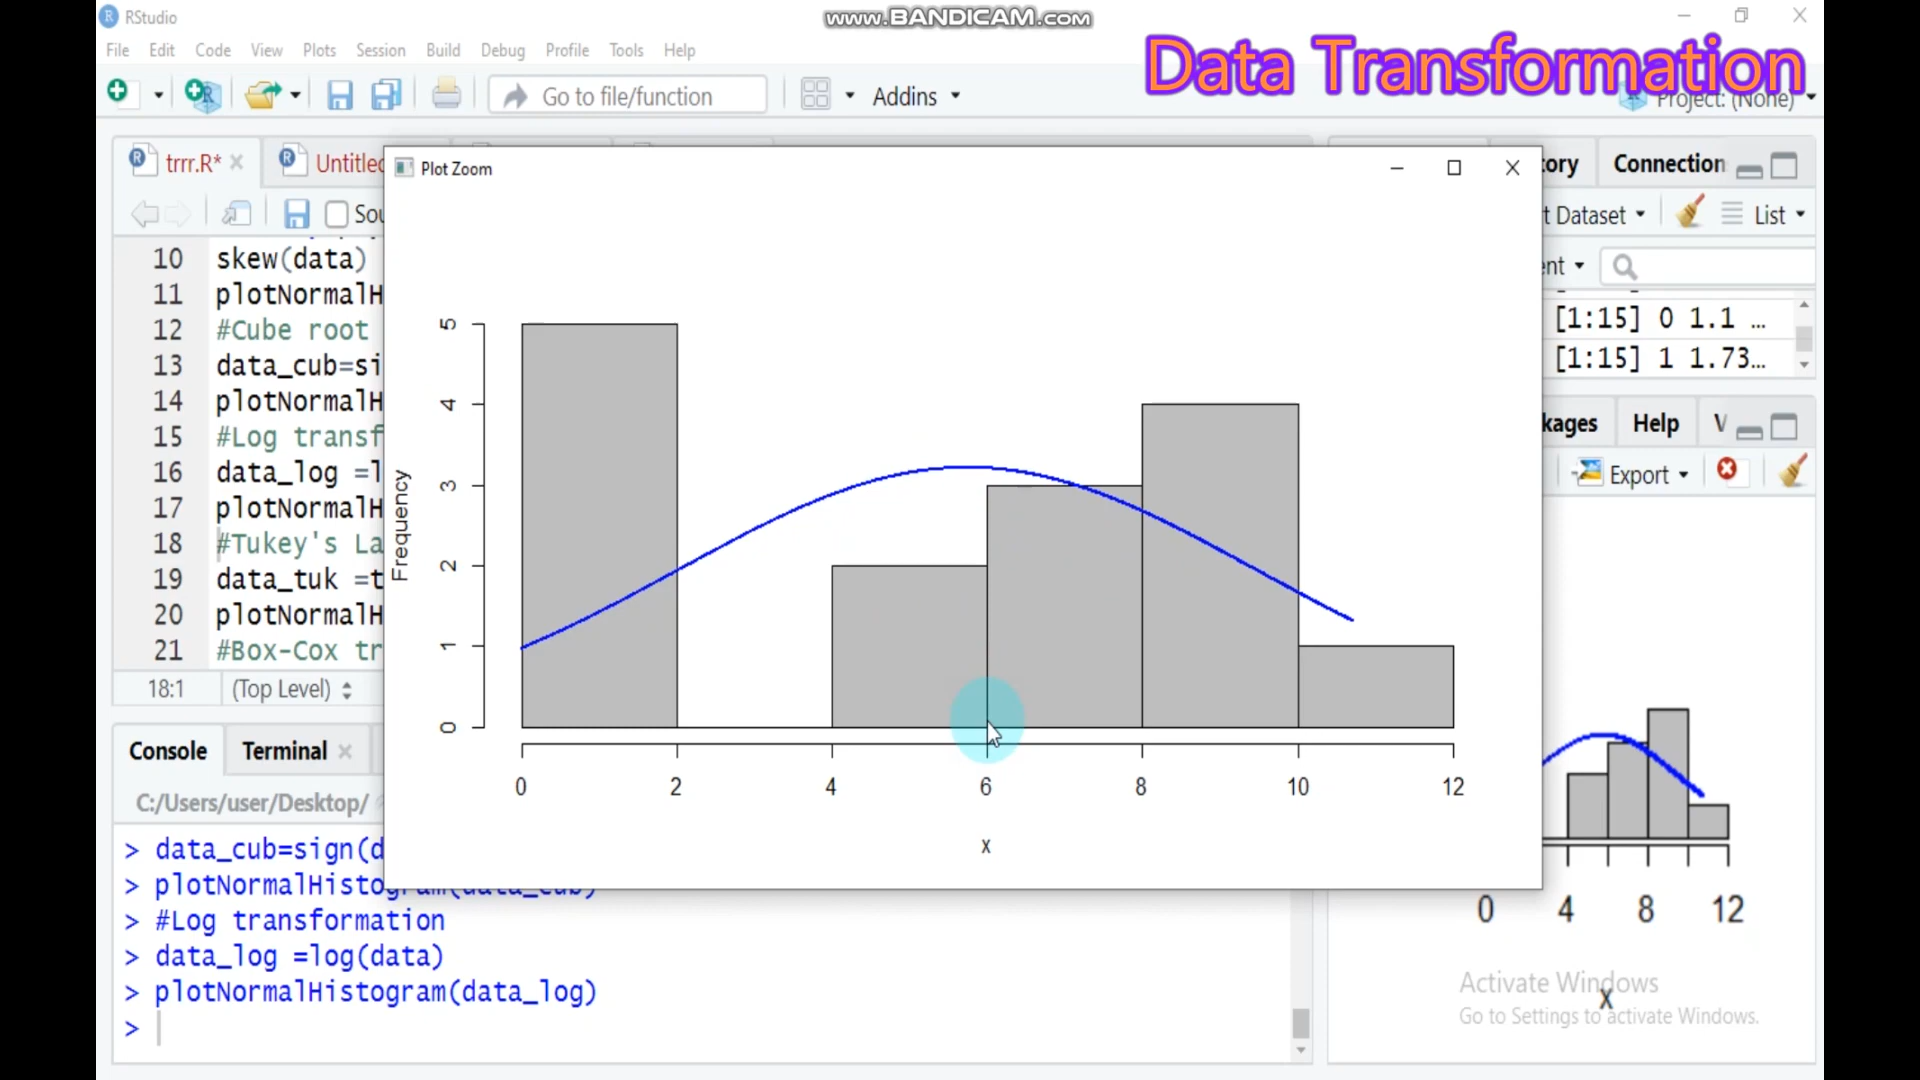 RStudio
www.BANDICAM.com
File Edit Code View Plots Session Build Debug Profile Tools Help
Data Transformation
Go to file/function
Addins
Project: (None)
trrr.R*
Untitled
Plot Zoom
ory
Connection
Sou
t Dataset
List
ent
10 skew(data)
11 plotNormalH
12 #Cube root
13 data_cub=si
14 plotNormalH
15 #Log transf
16 data_log =l
17 plotNormalH
18 #Tukey's La
19 data_tuk =t
20 plotNormalH
21 #Box-Cox tr
18:1 (Top Level)
[1:15] 0 1.1 …
[1:15] 1 1.73…
kages
Help
V
Export
Frequency
5
4
3
2
1
0
0 2 4 6 8 10 12
x
Console Terminal
C:/Users/user/Desktop/
> data_cub=sign(d
> plotNormalHistogram(data_cub)
> #Log transformation
> data_log =log(data)
> plotNormalHistogram(data_log)
>
0 4 8 12
x
Activate Windows
Go to Settings to activate Windows.